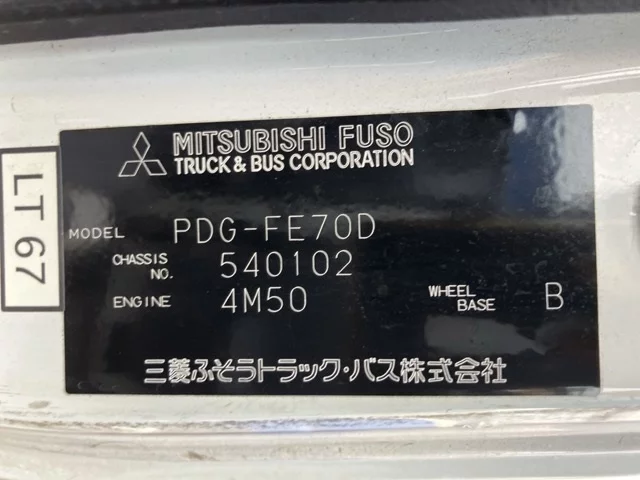 MITSUBISHI FUSO
TRUCK & BUS CORPORATION
LT 67
MODEL PDG-FE70D
CHASSIS NO. 540102
ENGINE 4M50 WHEEL BASE B
三菱ふそうトラック・バス株式会社